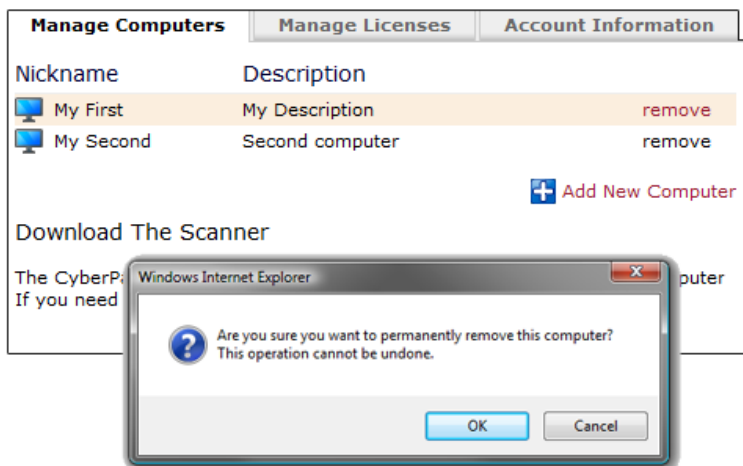 Manage Computers Manage Licenses Account Information
Nickname Description
My First My Description remove
My Second Second computer remove
Add New Computer
Download The Scanner
The
If you need
Windows Internet Explorer
Are you sure you want to permanently remove this computer?
This operation cannot be undone.
OK Cancel